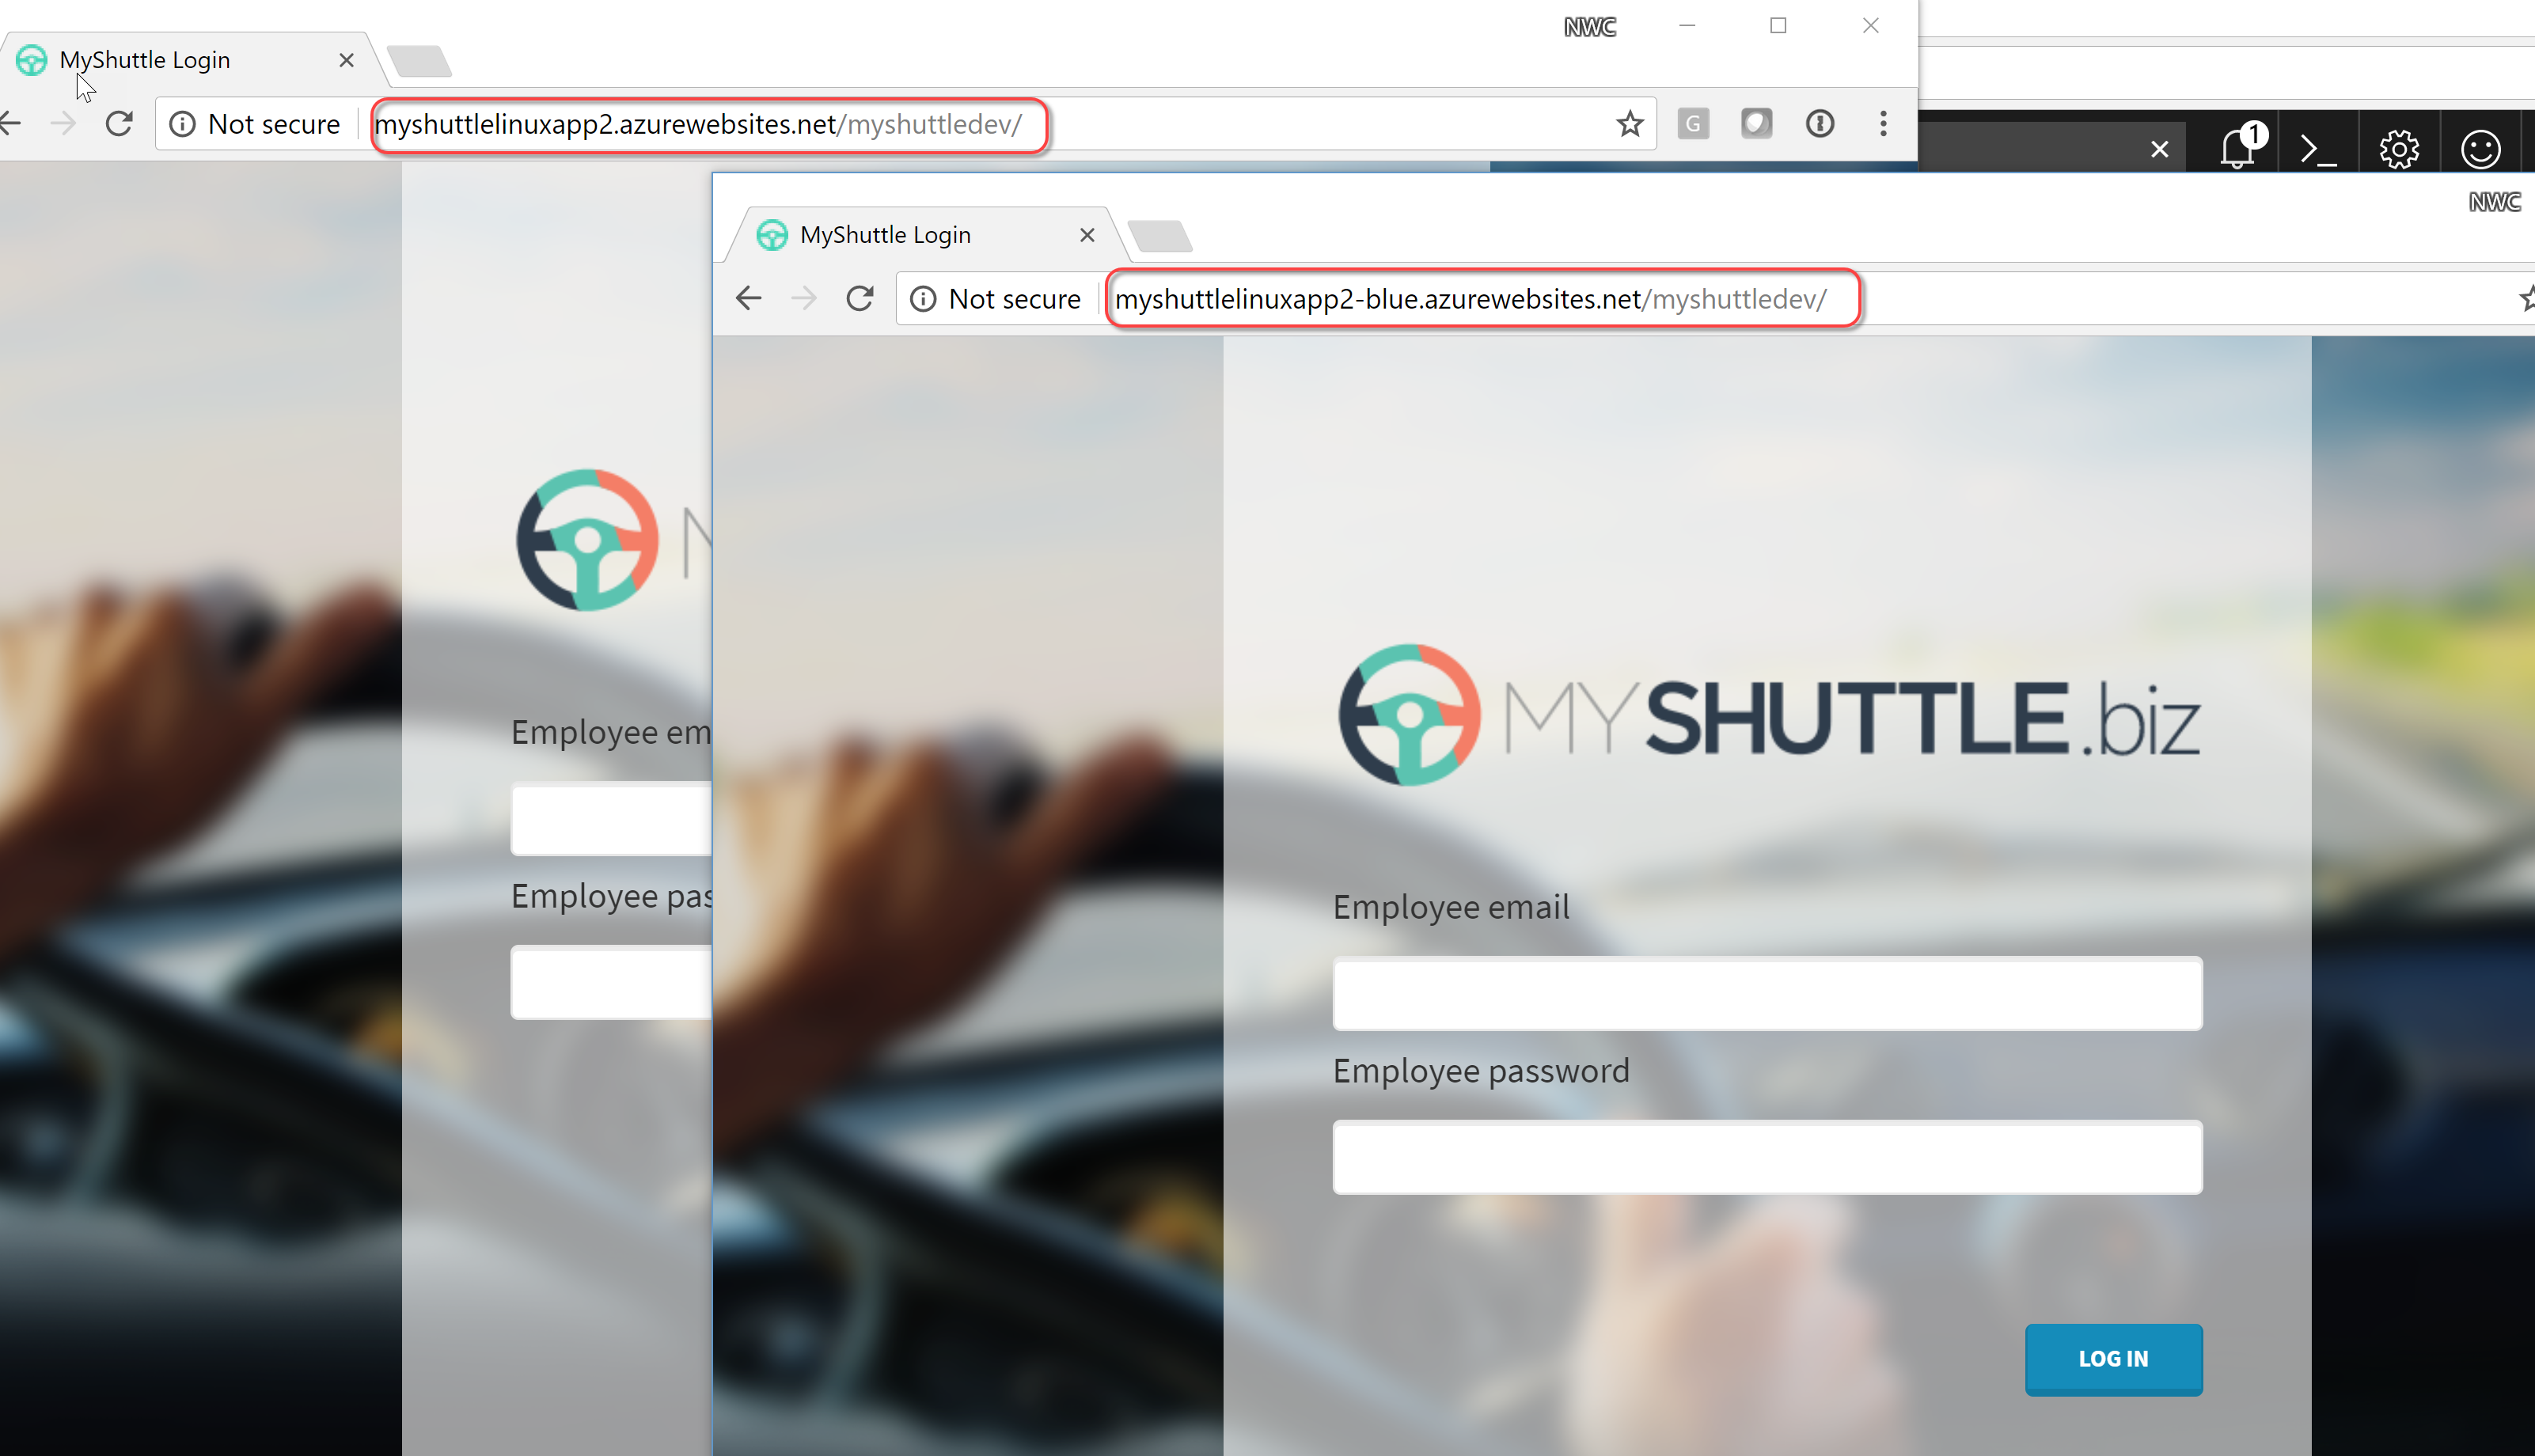 NWC
MyShuttle Login
Not secure
myshuttlelinuxapp2.azurewebsites.net/myshuttledev/
G
1
NWC
MyShuttle Login
Not secure
myshuttlelinuxapp2-blue.azurewebsites.net/myshuttledev/
M
MYSHUTTLE.biz
Employee em
Employee pas
Employee email
Employee password
LOG IN